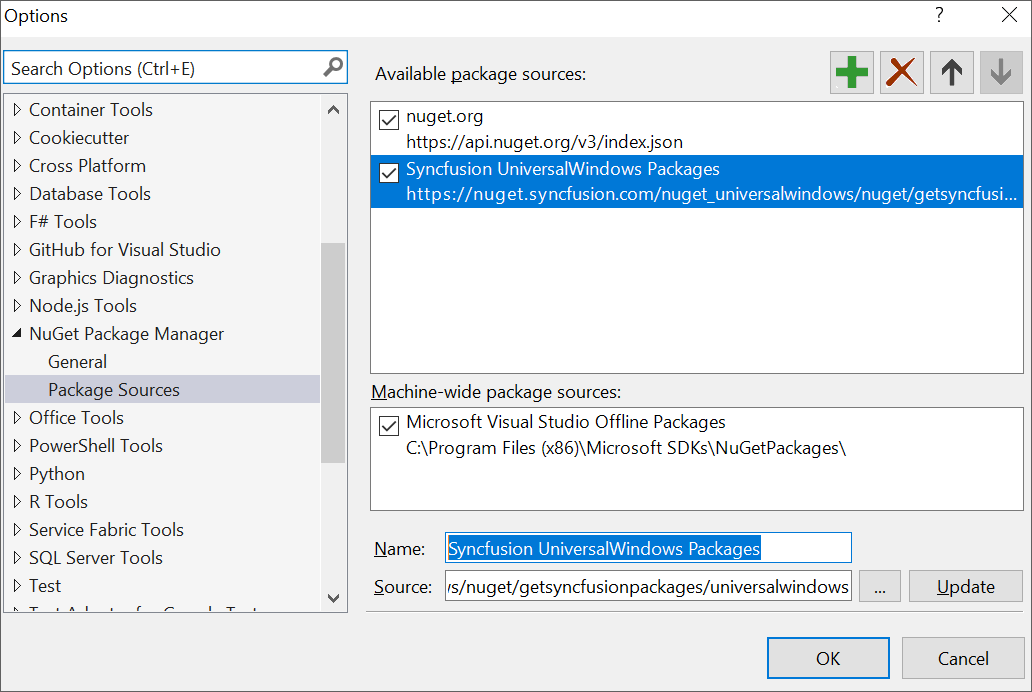 Options
?
Search Options (Ctrl+E)
Container Tools
Cookiecutter
Cross Platform
Database Tools
F# Tools
GitHub for Visual Studio
Graphics Diagnostics
Node.js Tools
NuGet Package Manager
General
Package Sources
Office Tools
PowerShell Tools
Python
R Tools
Service Fabric Tools
SQL Server Tools
Test
Available package sources:
nuget.org
https://api.nuget.org/v3/index.json
Syncfusion UniversalWindows Packages
https://nuget.syncfusion.com/nuget_universalwindows/nuget/getsyncfusi...
Machine-wide package sources:
Microsoft Visual Studio Offline Packages
C:\Program Files (x86)\Microsoft SDKs\NuGetPackages\
Name: Syncfusion UniversalWindows Packages
Source: /s/nuget/getsyncfusionpackages/universalwindows ... Update
OK Cancel